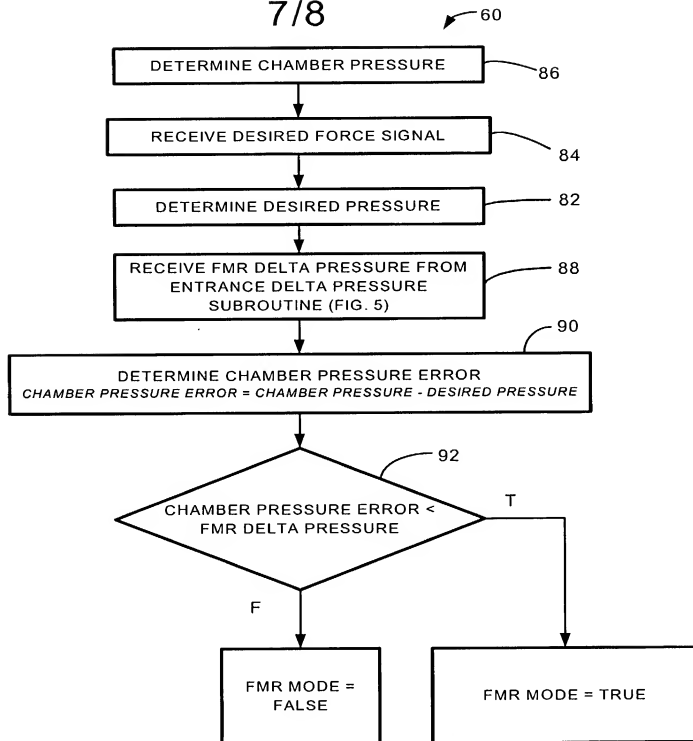 7/8
60
DETERMINE CHAMBER PRESSURE
86
RECEIVE DESIRED FORCE SIGNAL
84
DETERMINE DESIRED PRESSURE
82
RECEIVE FMR DELTA PRESSURE FROM
ENTRANCE DELTA PRESSURE
SUBROUTINE (FIG. 5)
88
90
DETERMINE CHAMBER PRESSURE ERROR
CHAMBER PRESSURE ERROR = CHAMBER PRESSURE - DESIRED PRESSURE
92
CHAMBER PRESSURE ERROR <
FMR DELTA PRESSURE
T
F
FMR MODE =
FALSE
FMR MODE = TRUE